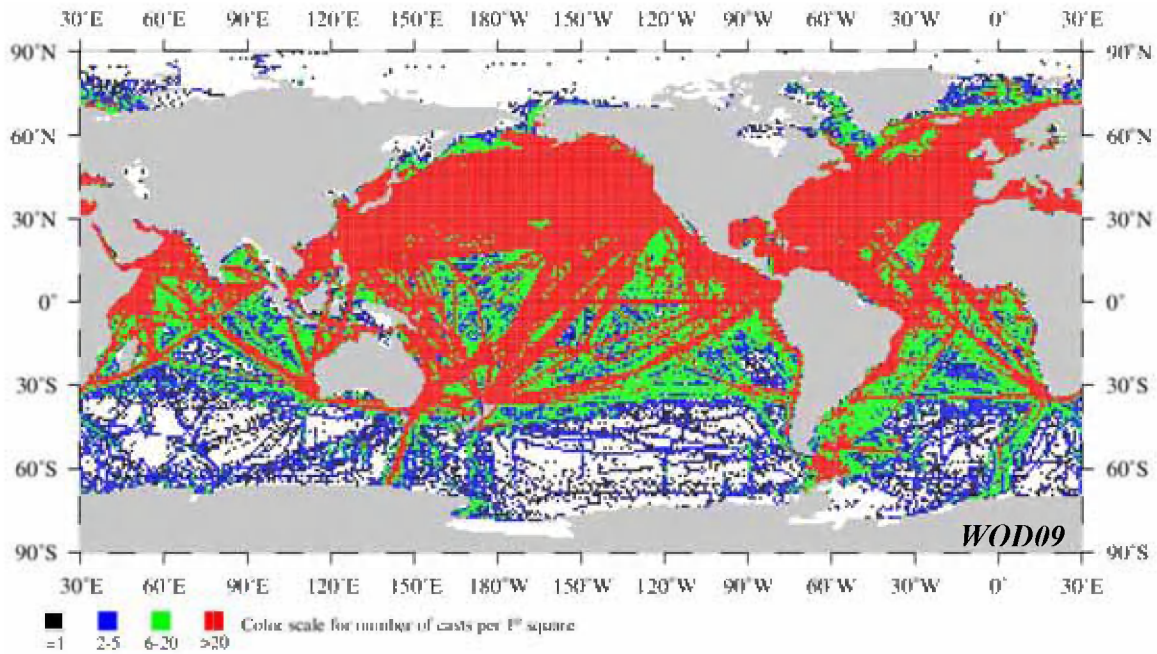 30°E 60°E 90°E 120°E 150°E 180°W 150°W 120°W 90°W 60°W 30°W 0° 30°E
90°N 90°N
60°N 60°N
30°N 30°N
0° 0°
30°S 30°S
60°S 60°S
WOD09
90°S 90°S
30°E 60°E 90°E 120°E 150°E 180°W 150°W 120°W 90°W 60°W 30°W 0° 30°E
Color scale for number of casts per 1° square
=1 2-5 6-20 >20